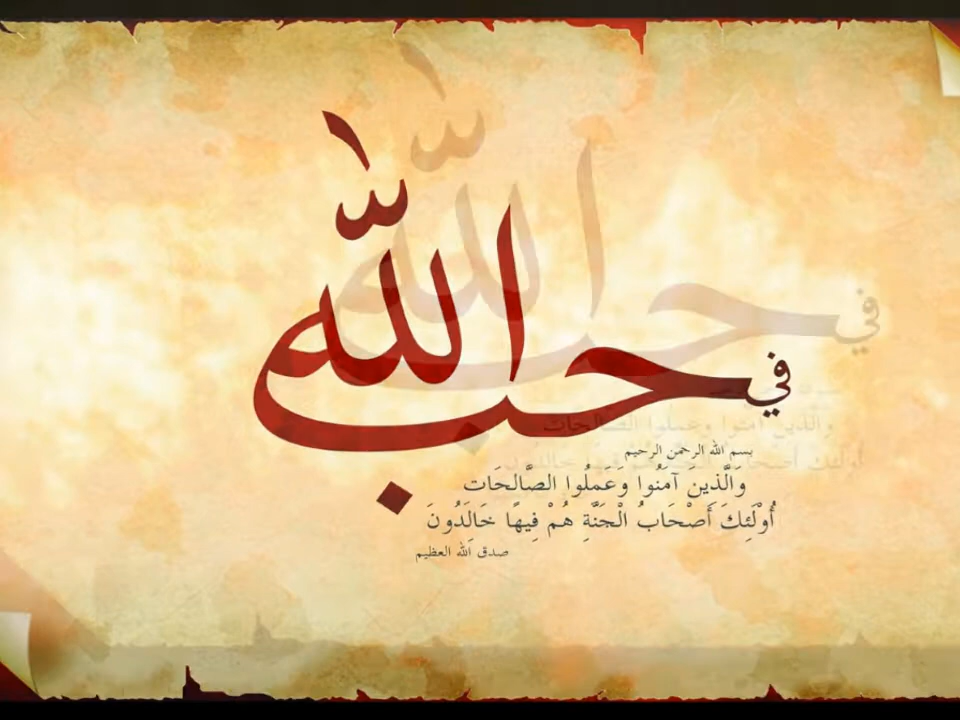 في حب الله
بسم الله الرحمن الرحيم
وَالَّذِينَ آمَنُوا وَعَمِلُوا الصَّالِحَات
أُوْلَئِكَ أَصْحَابُ الْجَنَّةِ هُمْ فِيهَا خَالِدُونَ
صدق الله العظيم